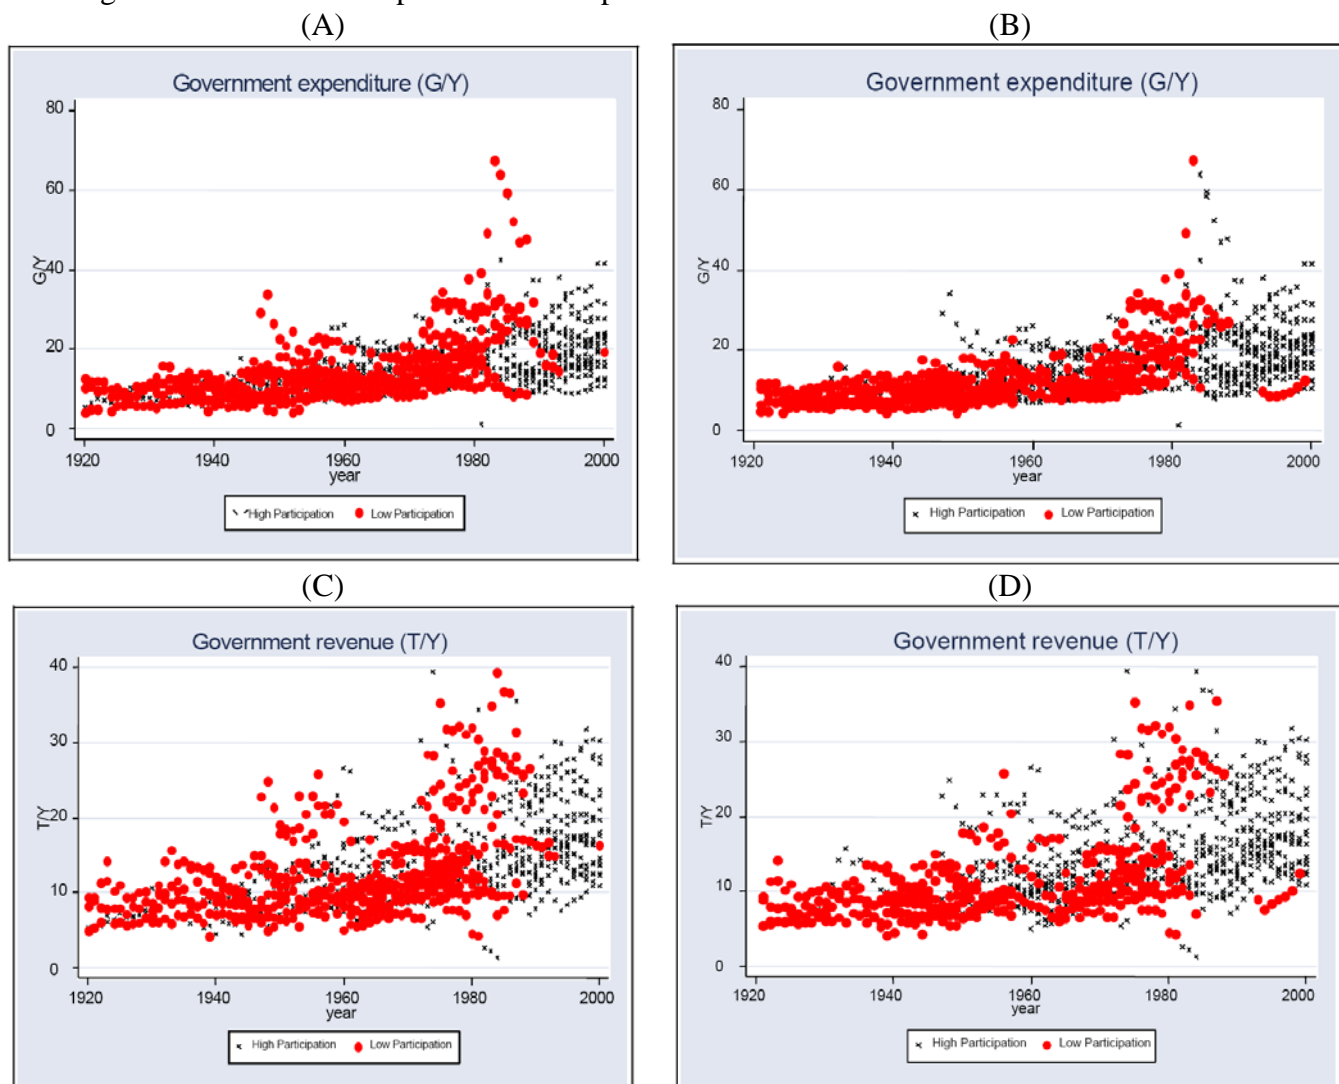 (A)
Government expenditure (G/Y)
80
60
40
20
0
G/Y
1920 1940 1960 1980 2000
year
High Participation Low Participation
(B)
Government expenditure (G/Y)
80
60
40
20
0
G/Y
1920 1940 1960 1980 2000
year
High Participation Low Participation
(C)
Government revenue (T/Y)
40
30
20
10
0
T/Y
1920 1940 1960 1980 2000
year
High Participation Low Participation
(D)
Government revenue (T/Y)
40
30
20
10
0
T/Y
1920 1940 1960 1980 2000
year
High Participation Low Participation